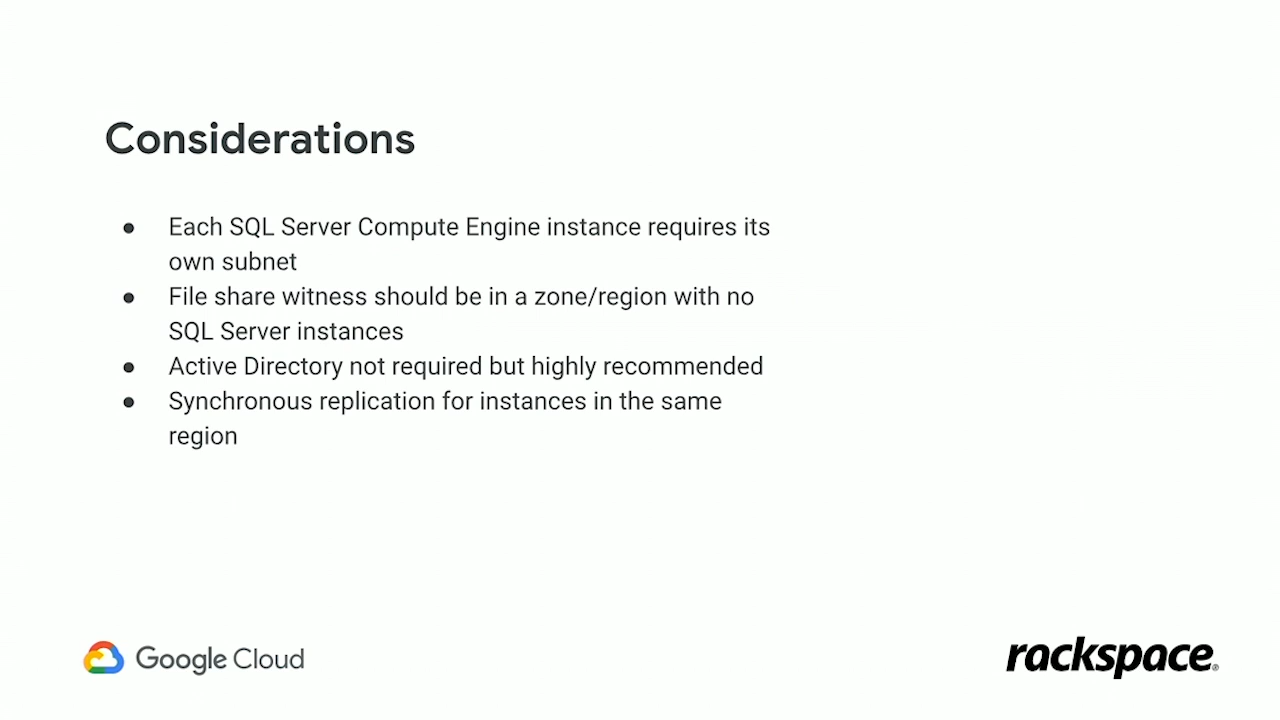 Considerations
● Each SQL Server Compute Engine instance requires its
own subnet
● File share witness should be in a zone/region with no
SQL Server instances
● Active Directory not required but highly recommended
● Synchronous replication for instances in the same
region
Google Cloud
rackspace®